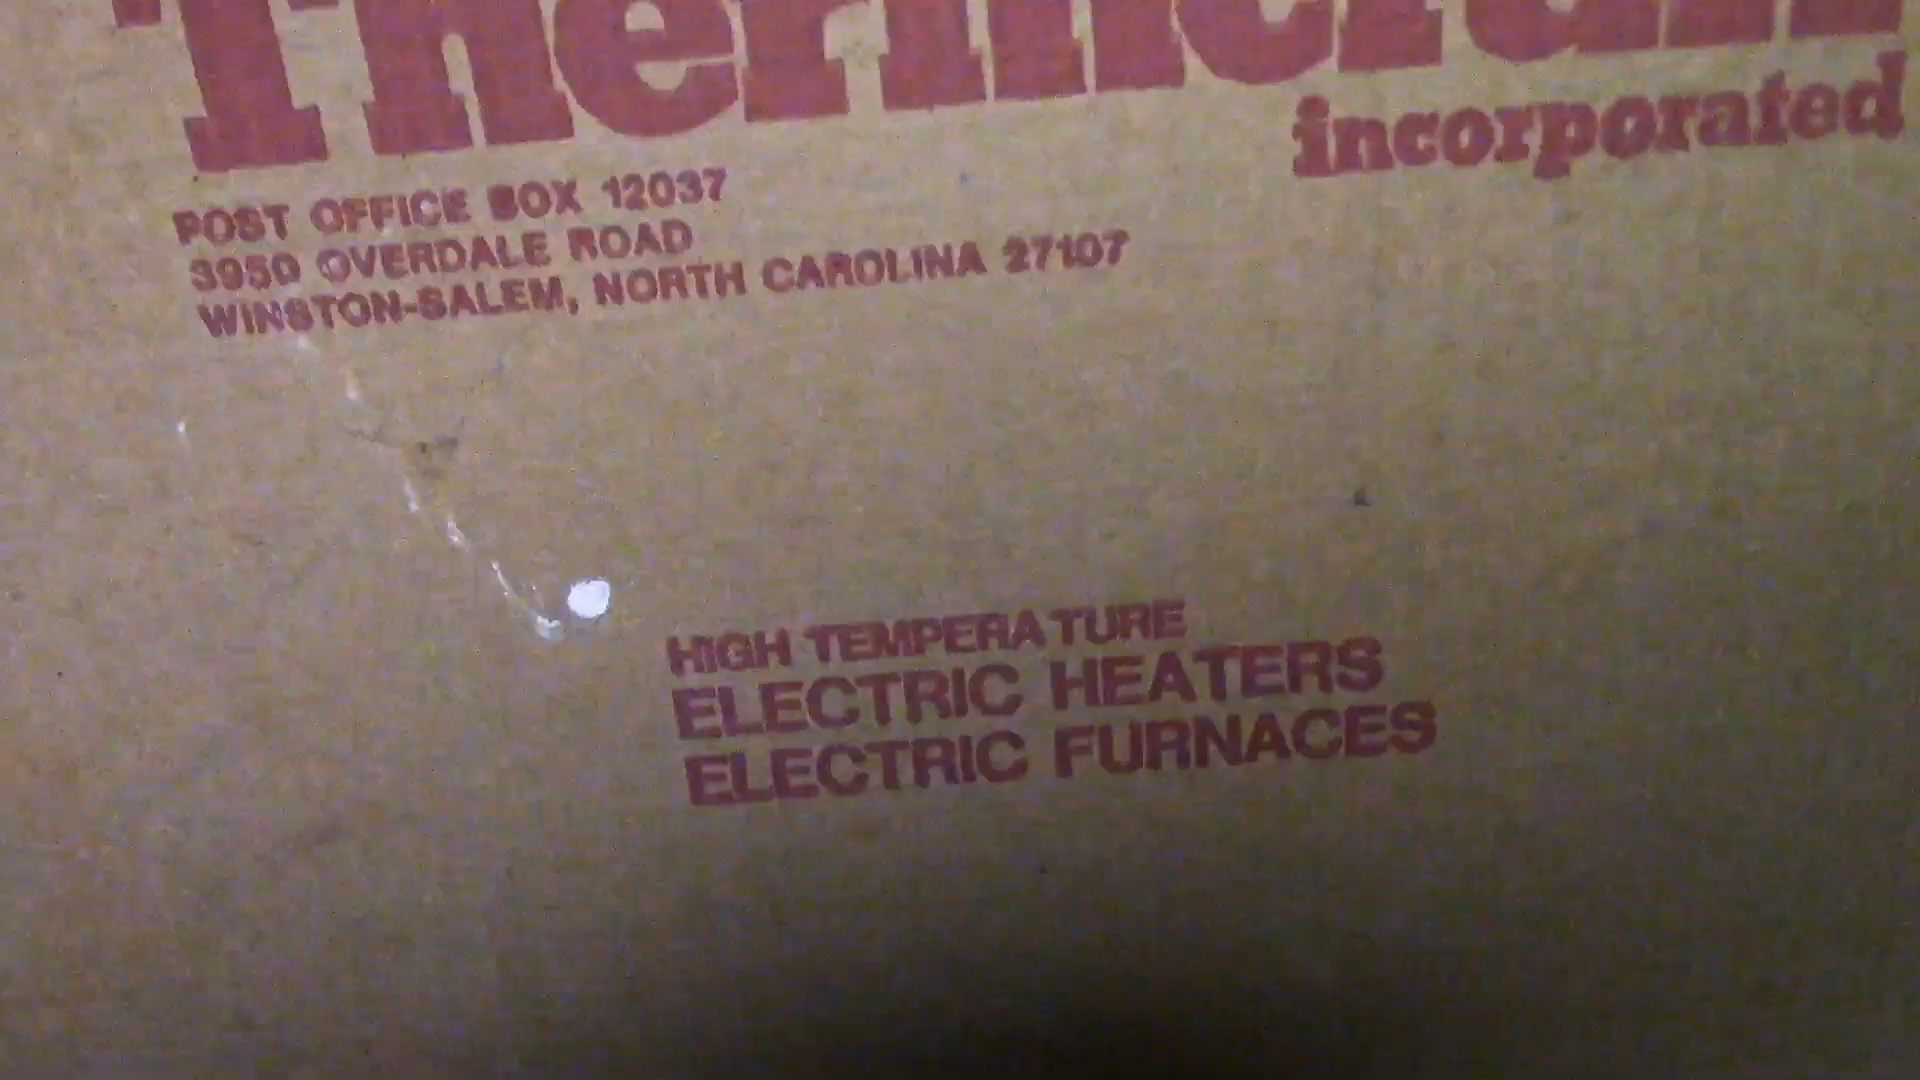 Thermcraft
incorporated
POST OFFICE BOX 12037
3950 OVERDALE ROAD
WINSTON-SALEM, NORTH CAROLINA 27107
HIGH TEMPERATURE
ELECTRIC HEATERS
ELECTRIC FURNACES